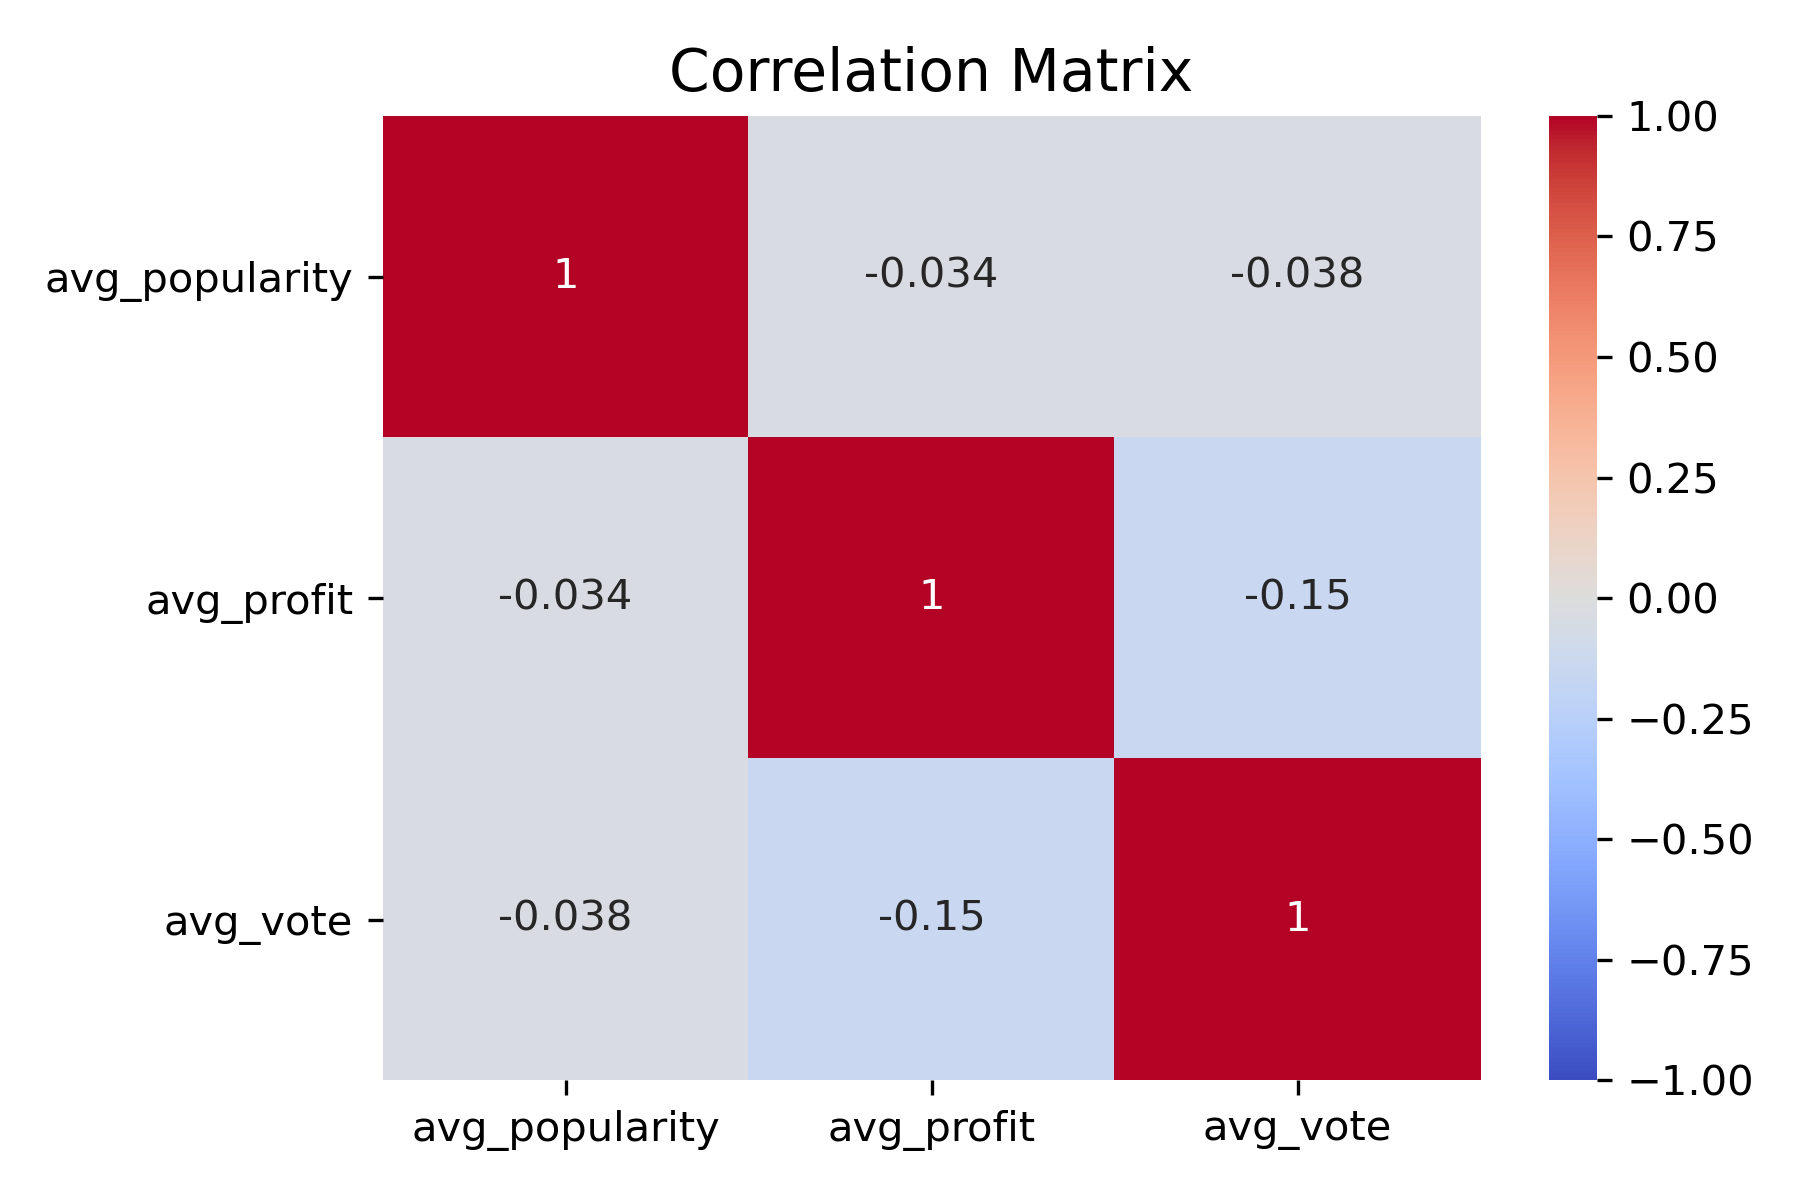 Correlation Matrix
avg_popularity
1
-0.034
-0.038
avg_profit
-0.034
1
-0.15
avg_vote
-0.038
-0.15
1
avg_popularity
avg_profit
avg_vote
1.00
0.75
0.50
0.25
0.00
−0.25
−0.50
−0.75
−1.00